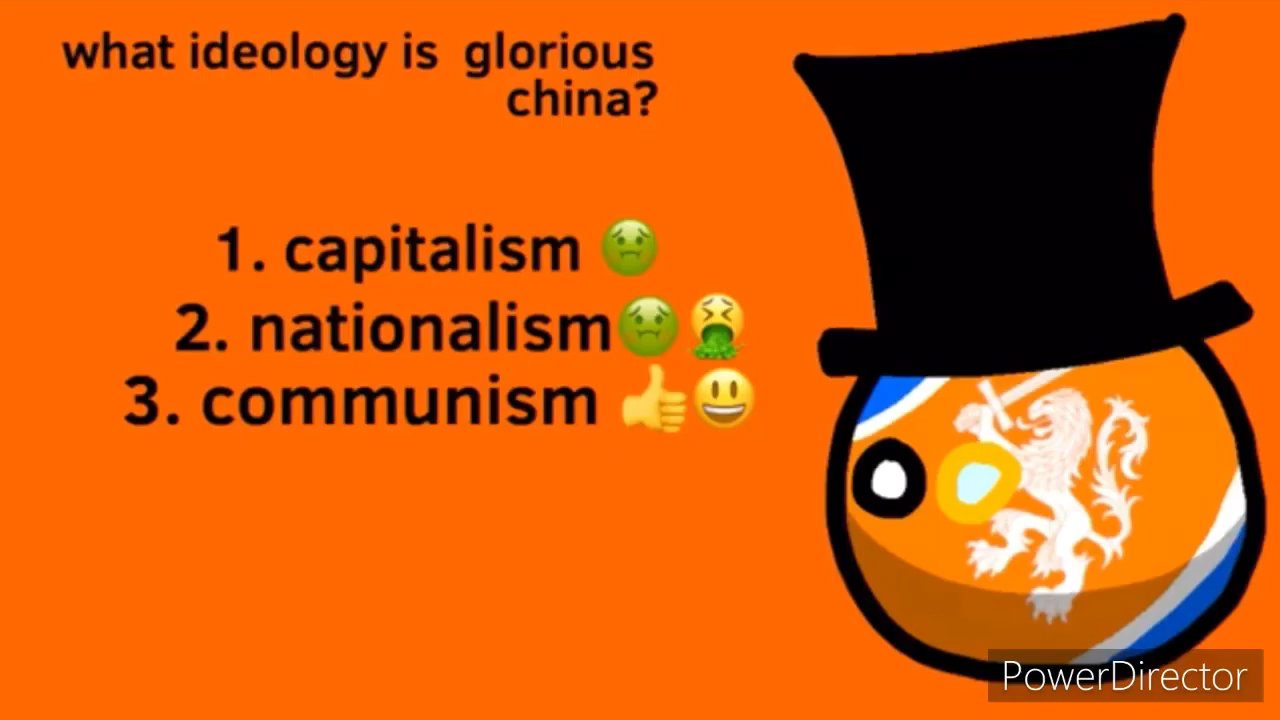 what ideology is glorious
china?
1. capitalism 🤢
2. nationalism🤢 🤮
3. communism 👍😃
PowerDirector